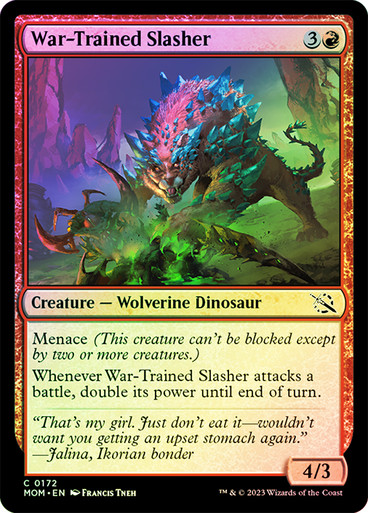 War-Trained Slasher 3
Creature — Wolverine Dinosaur
Menace (This creature can't be blocked except
by two or more creatures.)
Whenever War-Trained Slasher attacks a
battle, double its power until end of turn.
"That's my girl. Just don't eat it—wouldn't
want you getting an upset stomach again."
—Jalina, Ikorian bonder
4/3
C 0172
MOM • EN Francis Tneh
™ & © 2023 Wizards of the Coast